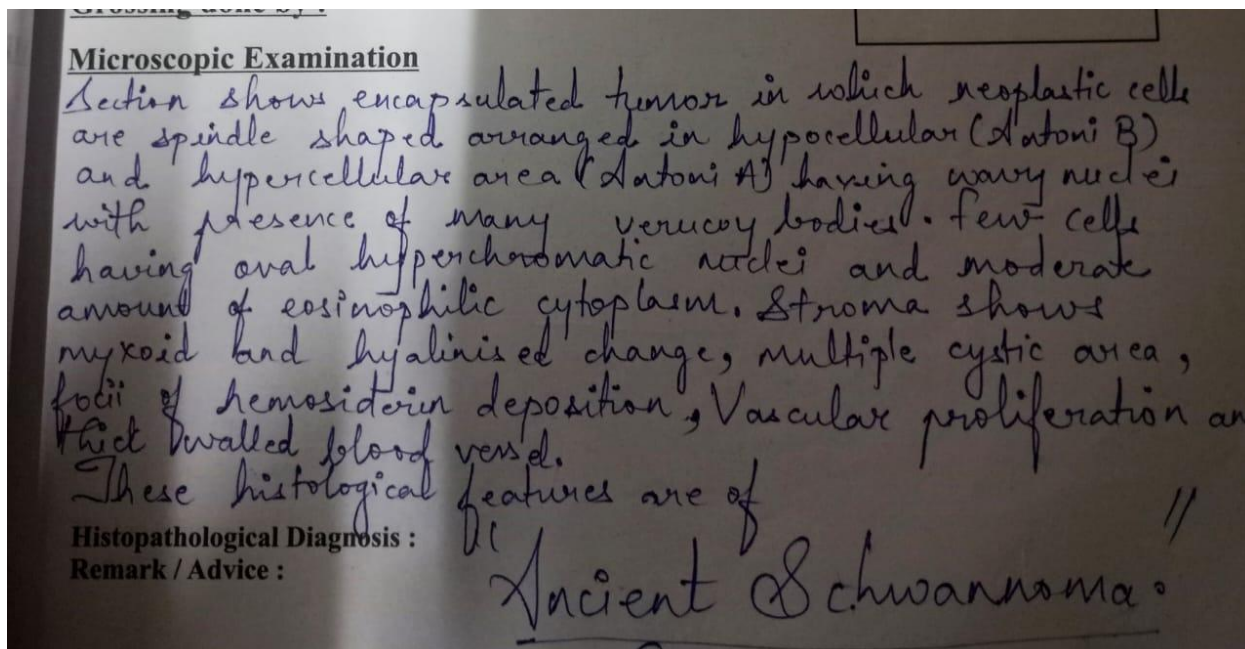 Grossing done by :
Microscopic Examination
Section shows encapsulated tumor in which neoplastic cells
are spindle shaped arranged in hypocellular (Antoni B)
and hypercellular area (Antoni A) having wavy nuclei
with presence of many verucoy bodies. few cells
having oval hyperchromatic nuclei and moderate
amount of eosinophilic cytoplasm. Stroma shows
myxoid and hyalinised change, multiple cystic area,
focii of hemosiderin deposition, Vascular proliferation an
thick walled blood vessel.
These histological features are of
Histopathological Diagnosis :
Remark / Advice :
"Ancient Schwannoma."